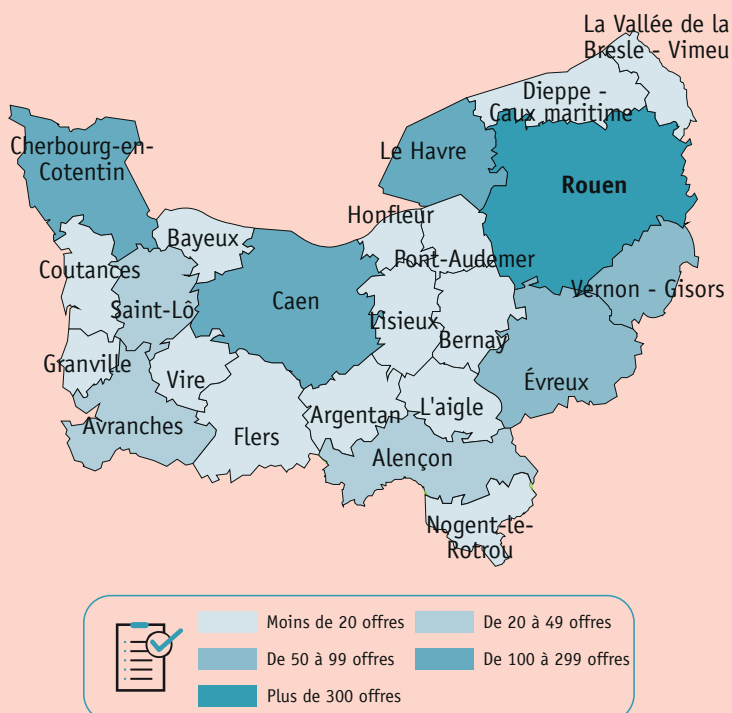 La Vallée de la
Bresle - Vimeu
Dieppe -
Caux maritime
Cherbourg-en-
Cotentin
Le Havre
Rouen
Honfleur
Bayeux
Pont-Audemer
Coutances
Vernon - Gisors
Saint-Lô
Caen
Lisieux
Bernay
Granville
Vire
Évreux
Argentan
L'aigle
Avranches
Flers
Alençon
Nogent-le-
Rotrou
Moins de 20 offres
De 20 à 49 offres
De 50 à 99 offres
De 100 à 299 offres
Plus de 300 offres